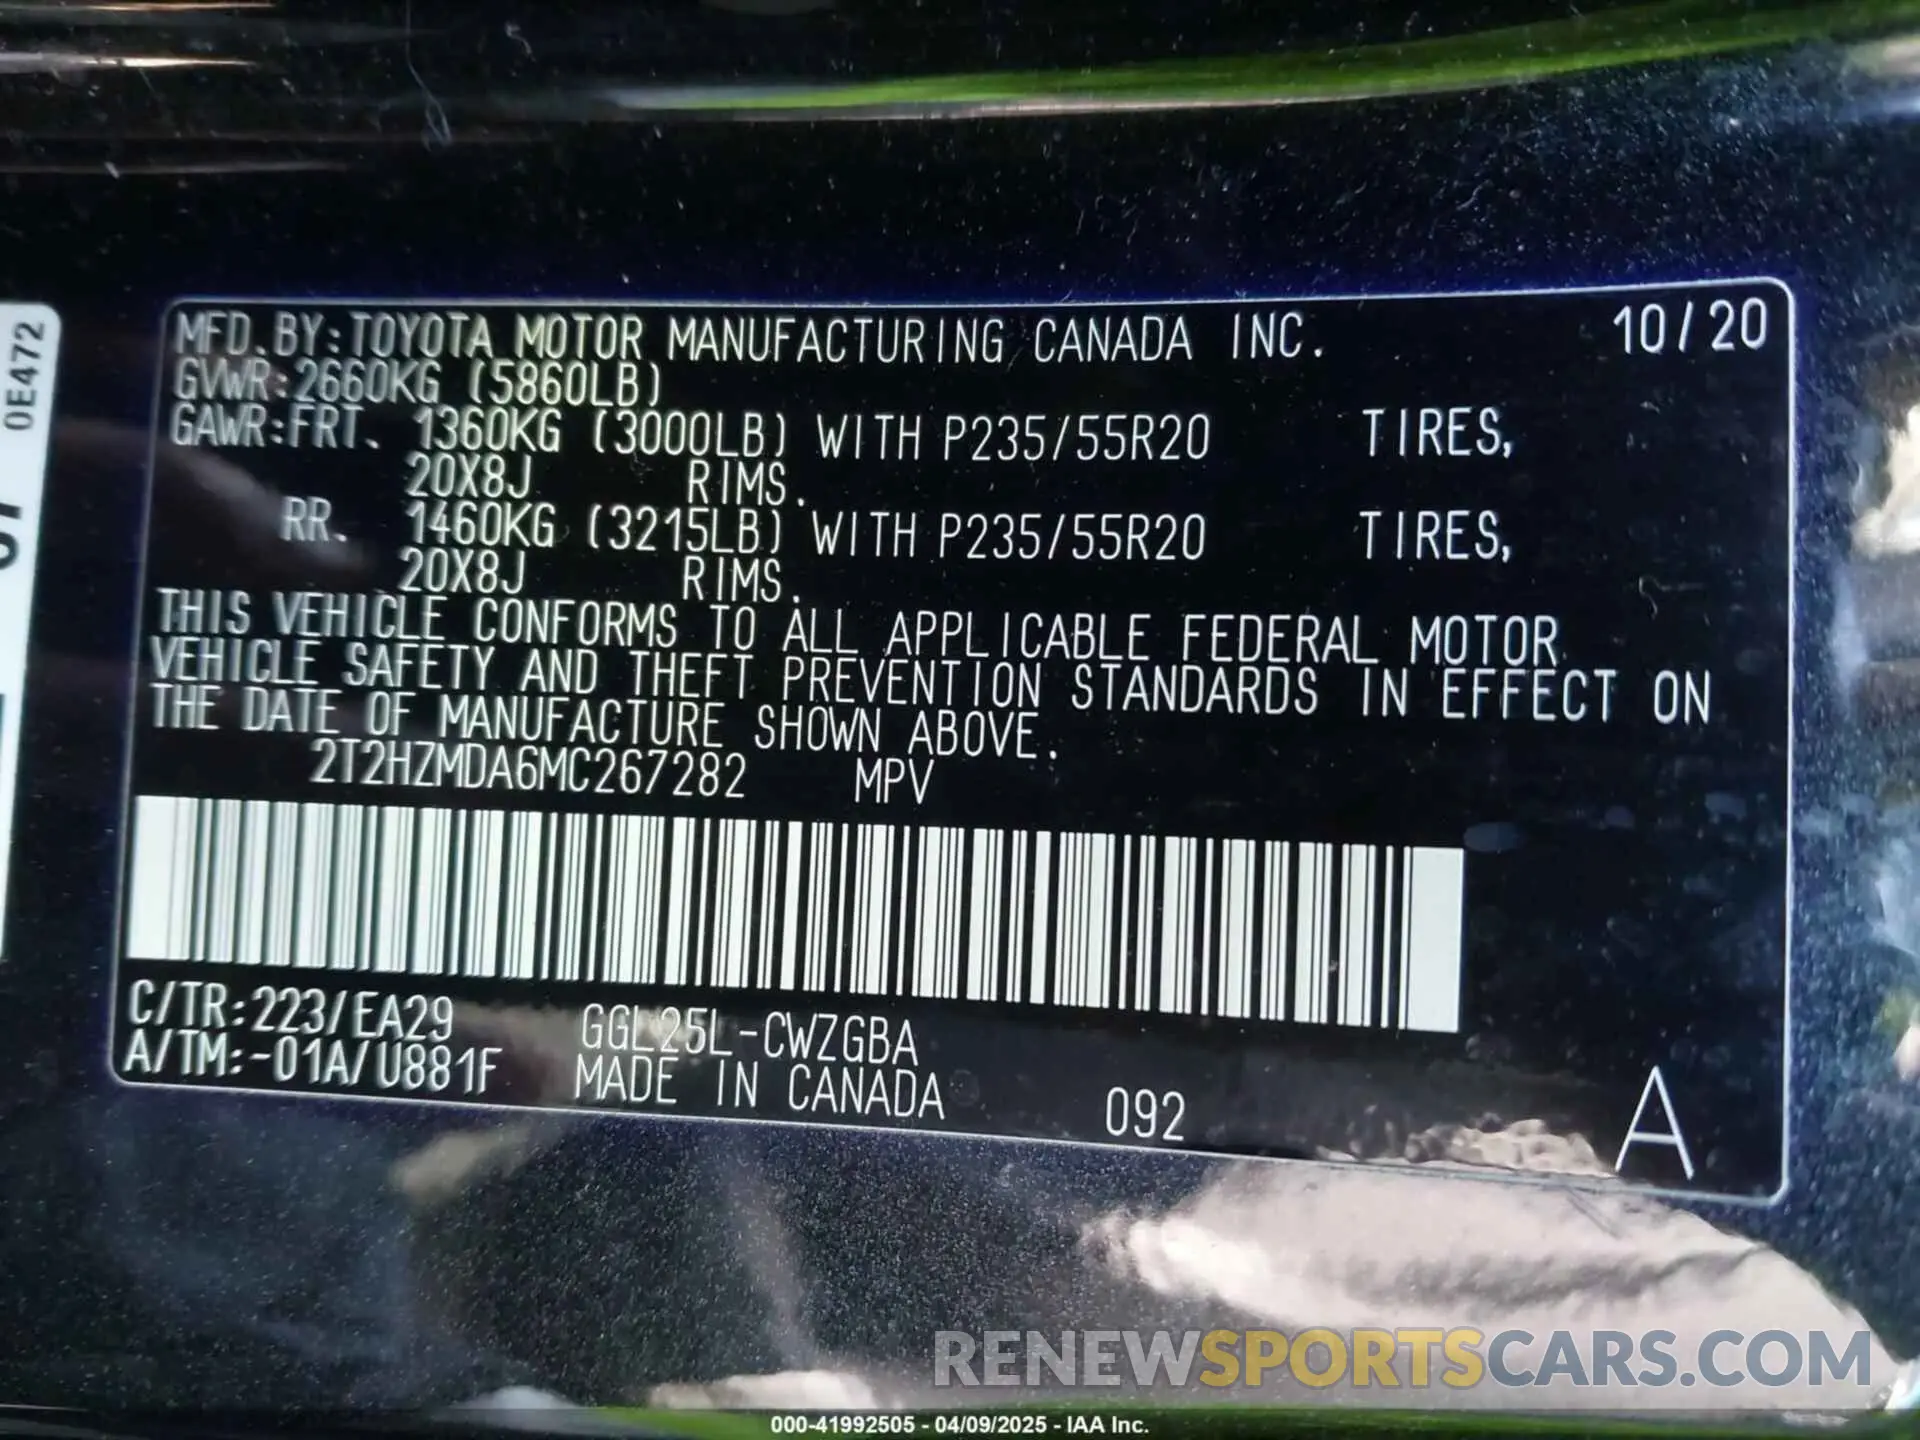 MFD.BY:TOYOTA MOTOR MANUFACTURING CANADA INC. 10/20
GVWR:2660KG (5860LB)
GAWR:FRT. 1360KG (3000LB) WITH P235/55R20 TIRES,
20X8J RIMS.
RR. 1460KG (3215LB) WITH P235/55R20 TIRES,
20X8J RIMS.
THIS VEHICLE CONFORMS TO ALL APPLICABLE FEDERAL MOTOR
VEHICLE SAFETY AND THEFT PREVENTION STANDARDS IN EFFECT ON
THE DATE OF MANUFACTURE SHOWN ABOVE.
2T2HZMDA6MC267282 MPV
C/TR:223/EA29 GGL25L-CWZGBA
A/TM:-01A/U881F MADE IN CANADA 092 A
0E472
RENEWSPORTSCARS.COM
000-41992505 - 04/09/2025 - IAA Inc.